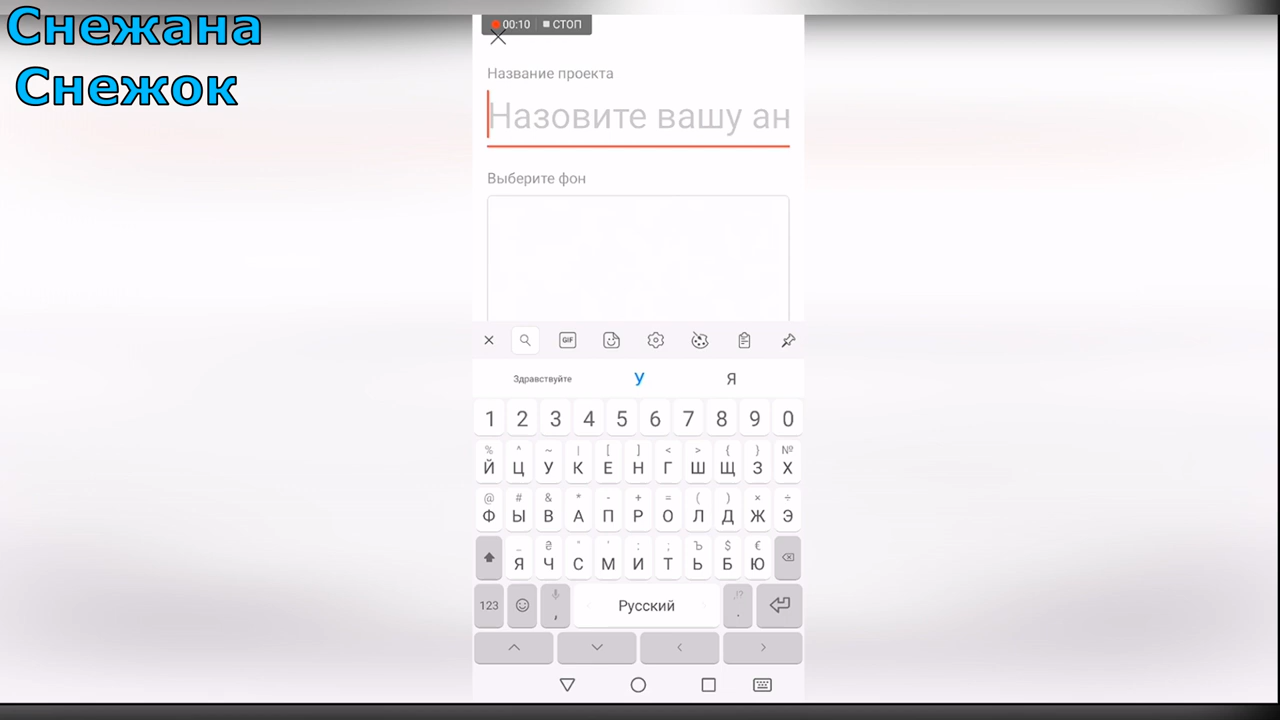 Снежана
Снежок
00:10 СТОП
Название проекта
Назовите вашу ан
Выберите фон
GIF
Здравствуйте У Я
1 2 3 4 5 6 7 8 9 0
% ^ ~ | [ ] < > { } №
Й Ц У К Е Н Г Ш Щ З Х
@ # & * - + = ( ) × ÷
Ф Ы В А П Р О Л Д Ж Э
_ ₴ " ' : ; Ъ $ €
Я Ч С М И Т Ь Б Ю
123 , Русский ,!? .